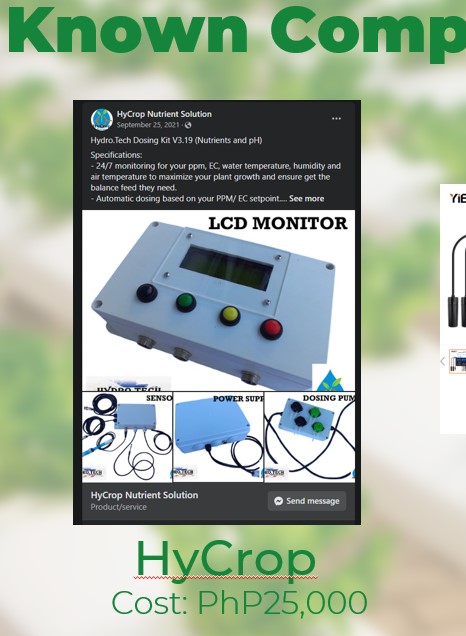 Known Comp
HyCrop Nutrient Solution
September 25, 2021 ·
Hydro.Tech Dosing Kit V3.19 (Nutrients and pH)
Specifications:
- 24/7 monitoring for your ppm, EC, water temperature, humidity and
air temperature to maximize your plant growth and ensure get the
balance feed they need.
- Automatic dosing based on your PPM/ EC setpoint.... See more
LCD MONITOR
HYDRO TECH
SENSO
POWER SUPP
DOSING PUM
HyCrop Nutrient Solution
Product/service
Send message
YiE
HyCrop
Cost: PhP25,000